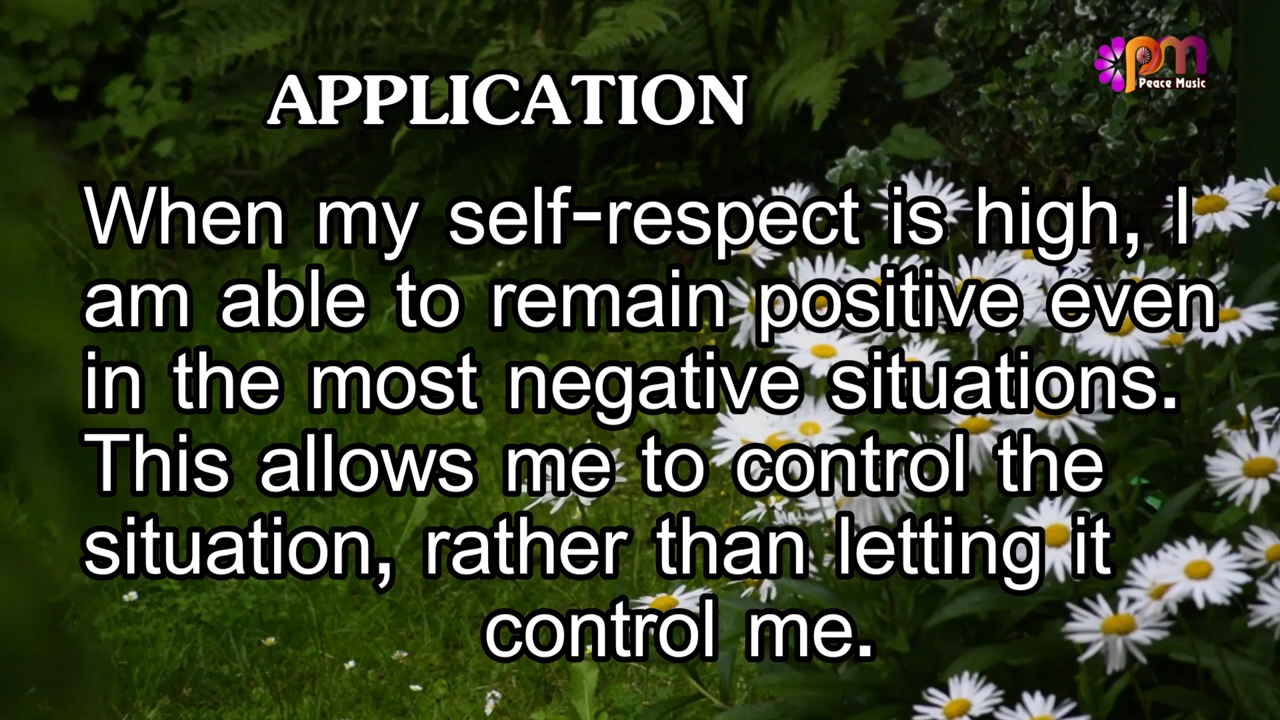 pm
Peace Music
APPLICATION
When my self-respect is high, I
am able to remain positive even
in the most negative situations.
This allows me to control the
situation, rather than letting it
control me.